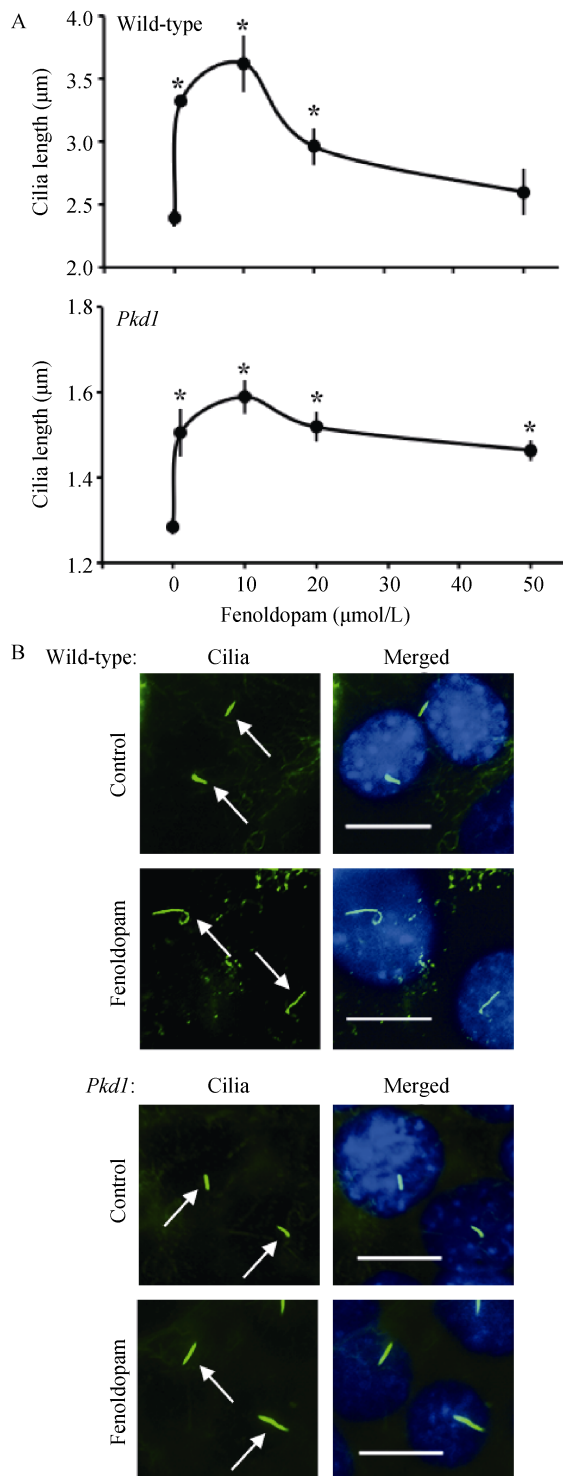 A
Wild-type
4.0
3.5
3.0
2.5
2.0
Cilia length (μm)
*
*
*
Pkd1
1.8
1.6
1.4
1.2
Cilia length (μm)
*
*
*
*
0 10 20 30 40 50
Fenoldopam (μmol/L)
B
Wild-type: Cilia Merged
Control
Fenoldopam
Pkd1: Cilia Merged
Control
Fenoldopam